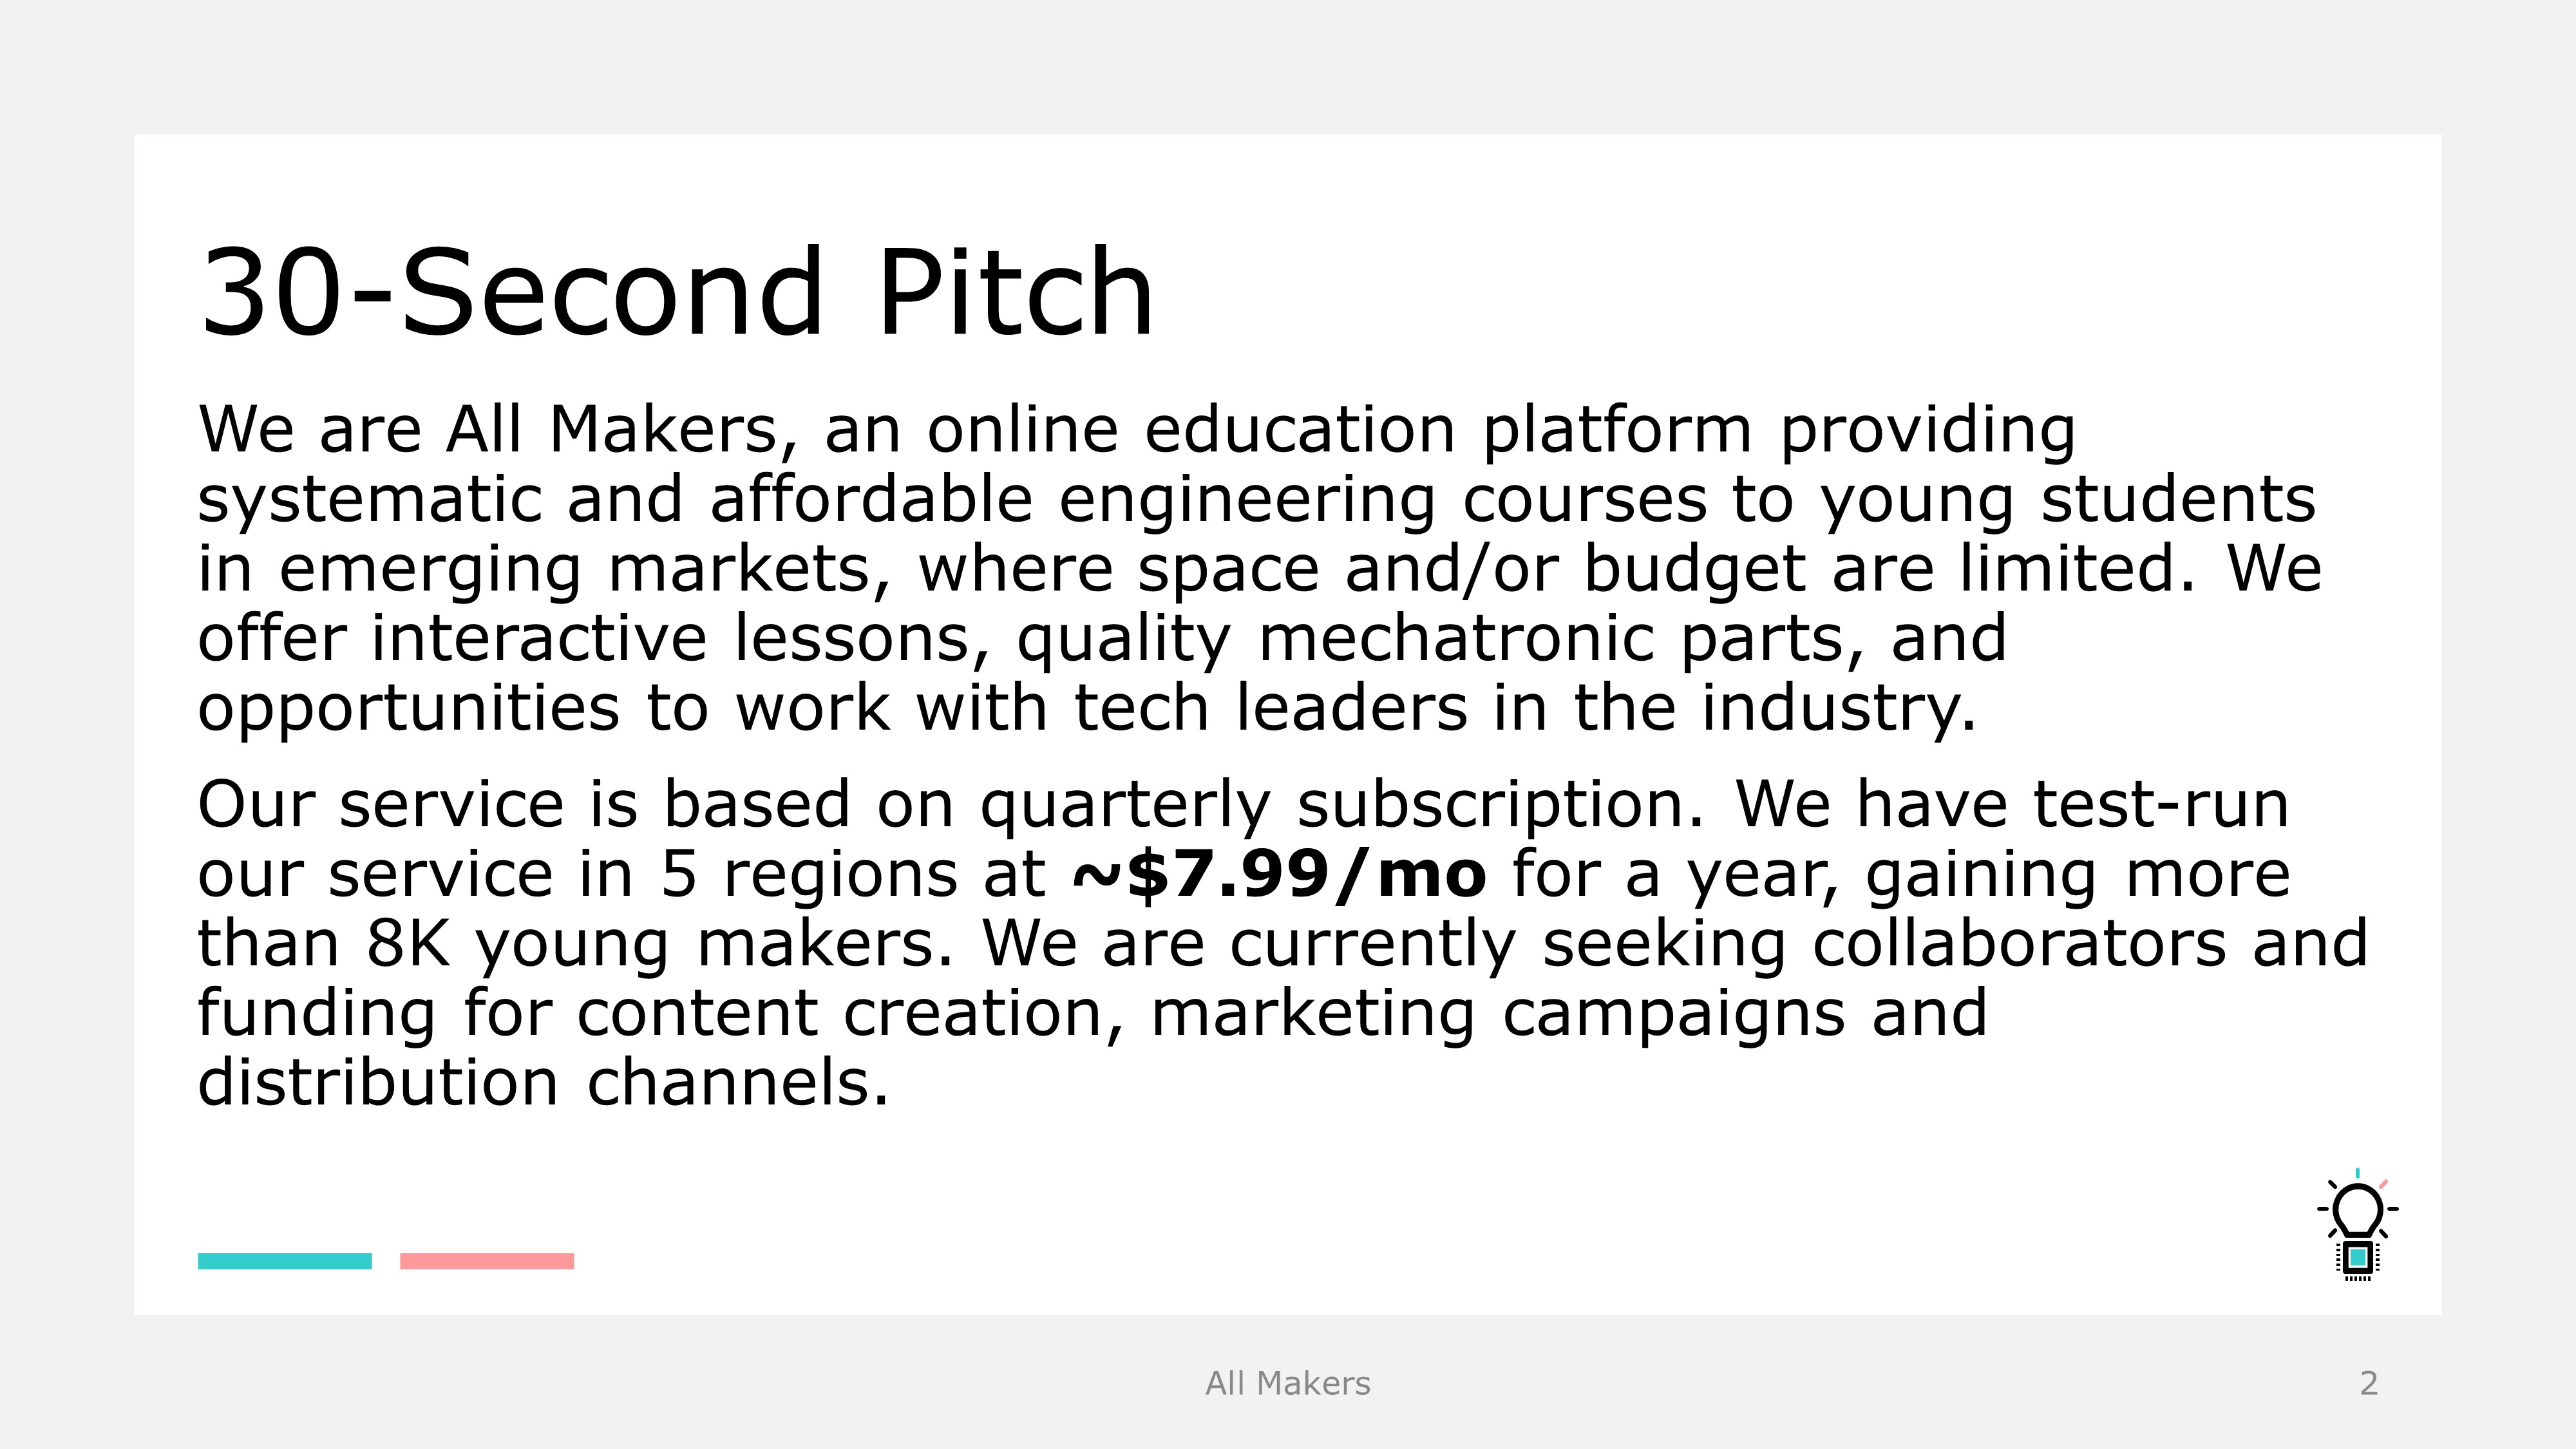 30-Second Pitch
We are All Makers, an online education platform providing
systematic and affordable engineering courses to young students
in emerging markets, where space and/or budget are limited. We
offer interactive lessons, quality mechatronic parts, and
opportunities to work with tech leaders in the industry.
Our service is based on quarterly subscription. We have test-run
our service in 5 regions at ~$7.99/mo for a year, gaining more
than 8K young makers. We are currently seeking collaborators and
funding for content creation, marketing campaigns and
distribution channels.
All Makers
2